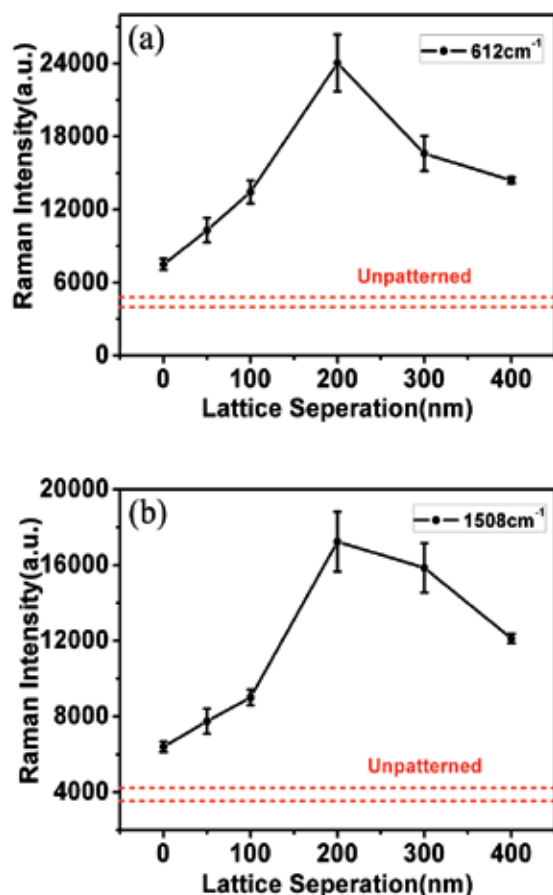 (a)
612cm⁻¹
Raman Intensity(a.u.)
24000
18000
12000
6000
0
Unpatterned
0 100 200 300 400
Lattice Seperation(nm)
(b)
1508cm⁻¹
Raman Intensity(a.u.)
20000
16000
12000
8000
4000
Unpatterned
0 100 200 300 400
Lattice Seperation(nm)